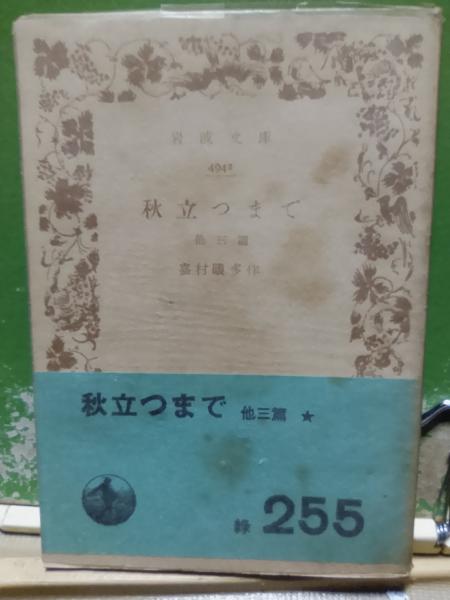 岩波文庫
4942
秋立つまで
他三篇
嘉村礒多作
秋立つまで 他三篇 ★
緑 255